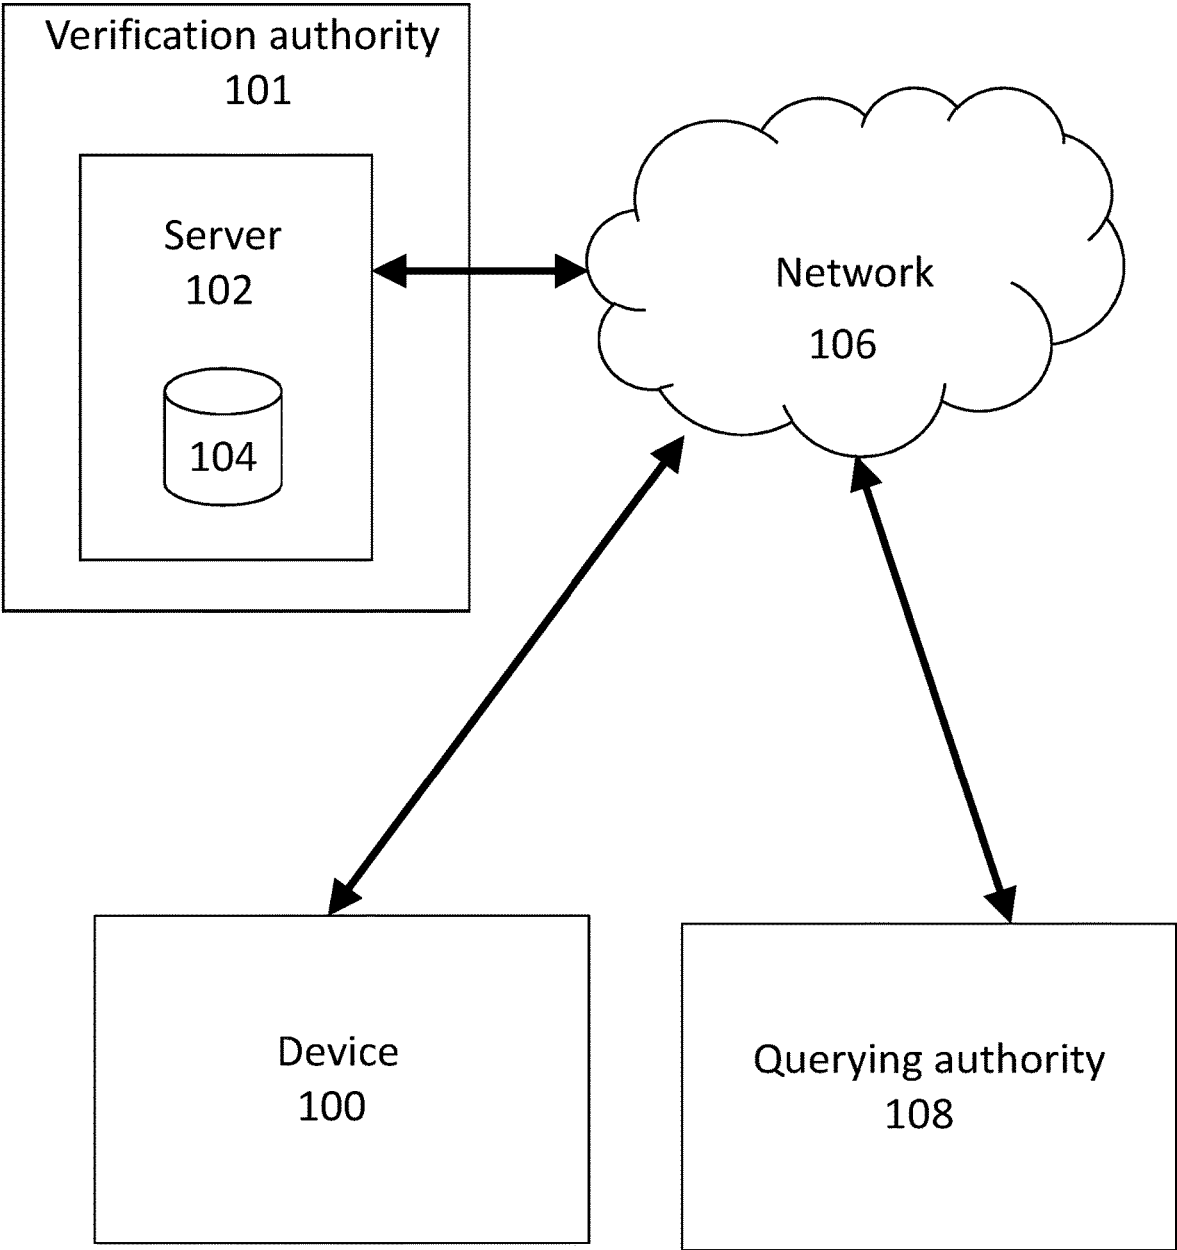 Verification authority
101
Server
102
104
Network
106
Device
100
Querying authority
108